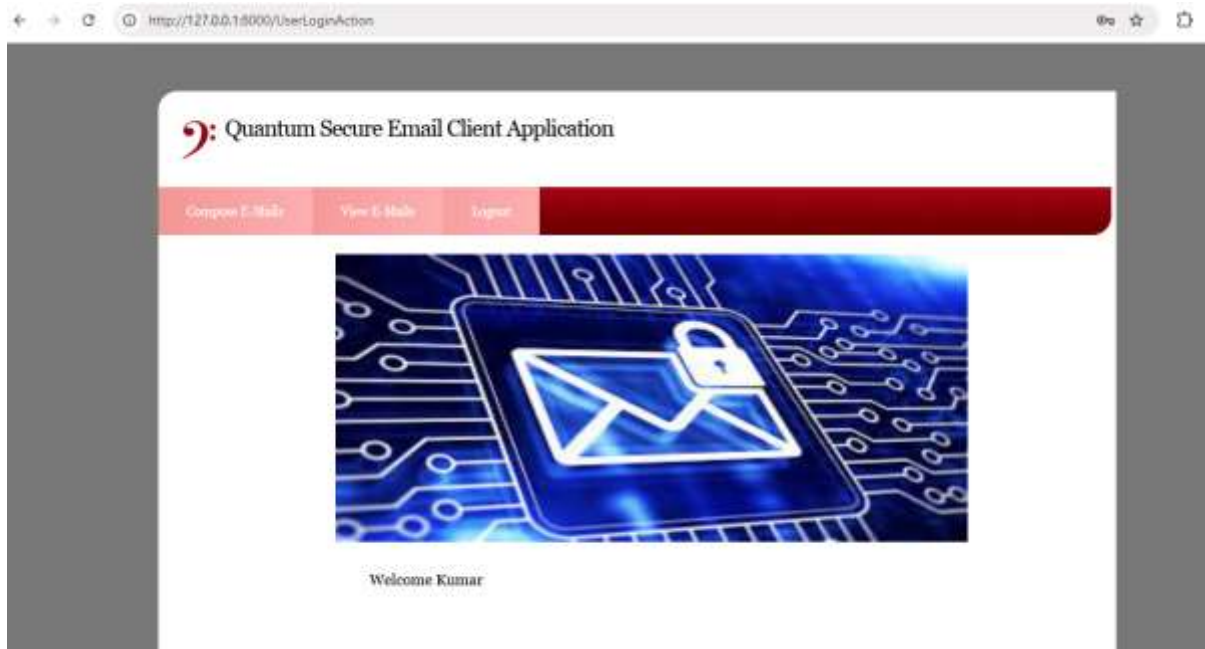 http://127.0.0.1:8000/UserLoginAction
Quantum Secure Email Client Application
Compose E-Mails View E-Mails Logout
Welcome Kumar